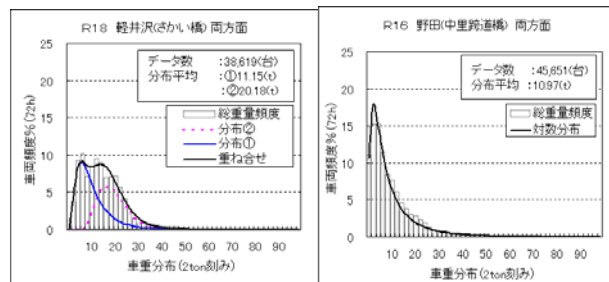 R18 軽井沢(さかい橋) 両方面
データ数 :38,619(台)
分布平均 :①11.15(t)
:②20.18(t)
総重量頻度
分布②
分布①
重ね合せ
車両頻度%(72h)
25
20
15
10
5
0
10 20 30 40 50 60 70 80 90
車重分布(2ton刻み)
R16 野田(中里跨道橋) 両方面
データ数 :45,651(台)
分布平均 :10.97(t)
総重量頻度
対数分布
車両頻度%(72h)
25
20
15
10
5
0
10 20 30 40 50 60 70 80 90
車重分布(2ton刻み)